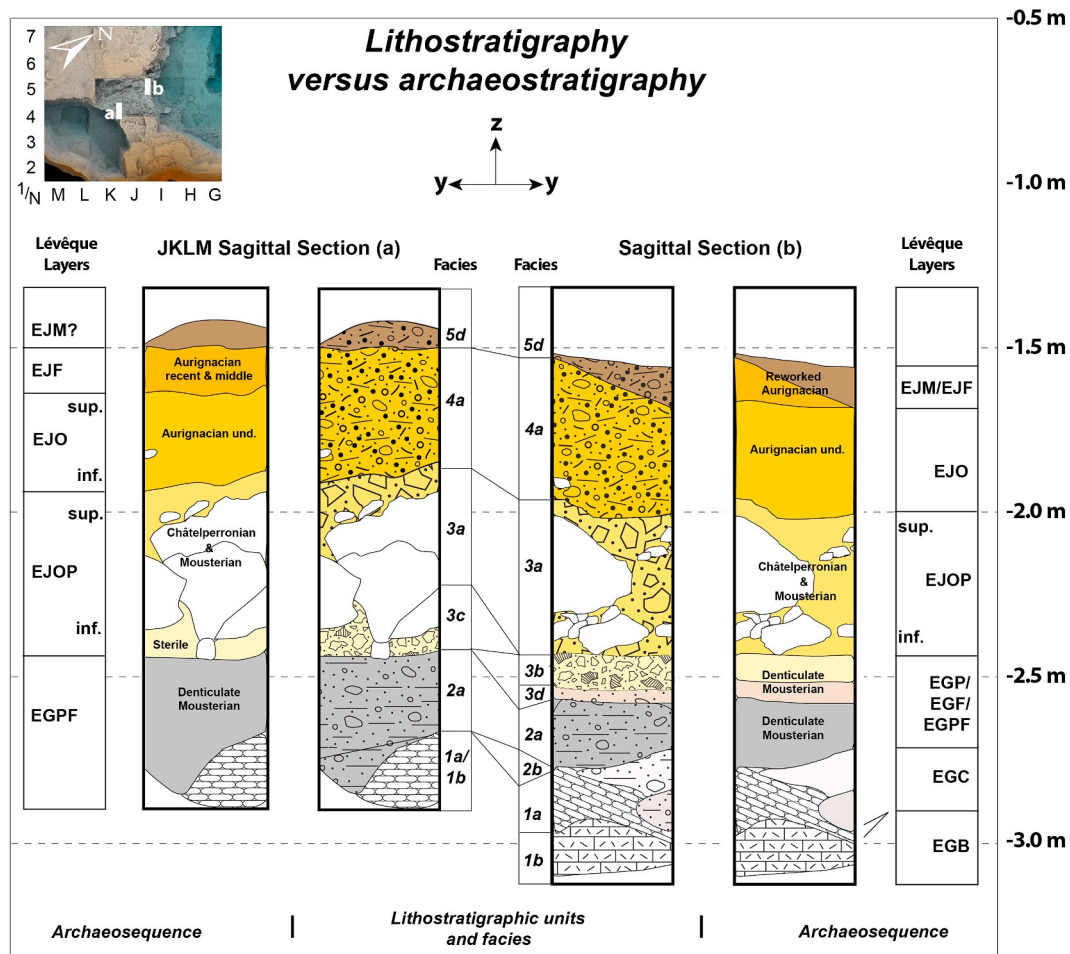 Lithostratigraphy
versus archaeostratigraphy
-0.5 m
-1.0 m
-1.5 m
-2.0 m
-2.5 m
-3.0 m
7
6
5
4
3
2
1/N M L K J I H G
N
a
b
z
y y
Lévêque
Layers
JKLM Sagittal Section (a)
Facies
Facies
Sagittal Section (b)
Lévêque
Layers
EJM?
EJF
sup.
EJO
inf.
sup.
EJOP
inf.
EGPF
Aurignacian
recent & middle
Aurignacian und.
Châtelperronian
&
Mousterian
Sterile
Denticulate
Mousterian
5d
4a
3a
3c
2a
1a/
1b
5d
4a
3a
3b
3d
2a
2b
1a
1b
Reworked
Aurignacian
Aurignacian und.
Châtelperronian
&
Mousterian
Denticulate
Mousterian
Denticulate
Mousterian
EJM/EJF
EJO
sup.
EJOP
inf.
EGP/
EGF/
EGPF
EGC
EGB
Archaeosequence
Lithostratigraphic units
and facies
Archaeosequence